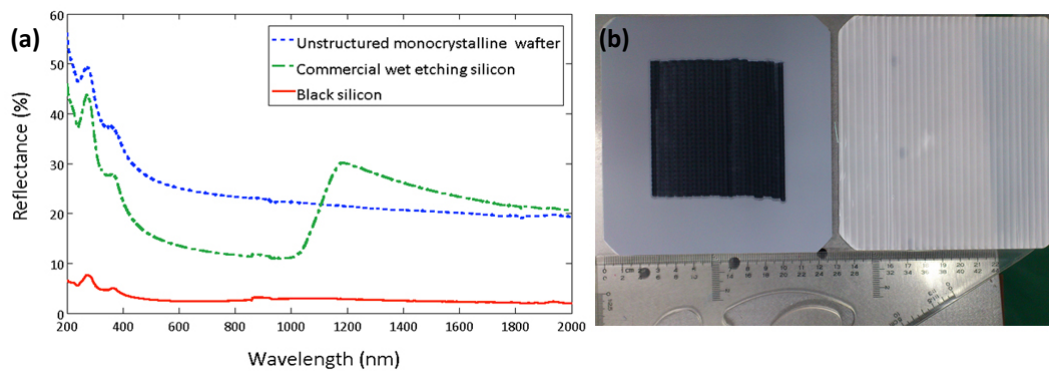 (a)
60
50
40
30
20
10
0
Reflectance (%)
Unstructured monocrystalline wafter
Commercial wet etching silicon
Black silicon
200 400 600 800 1000 1200 1400 1600 1800 2000
Wavelength (nm)
(b)